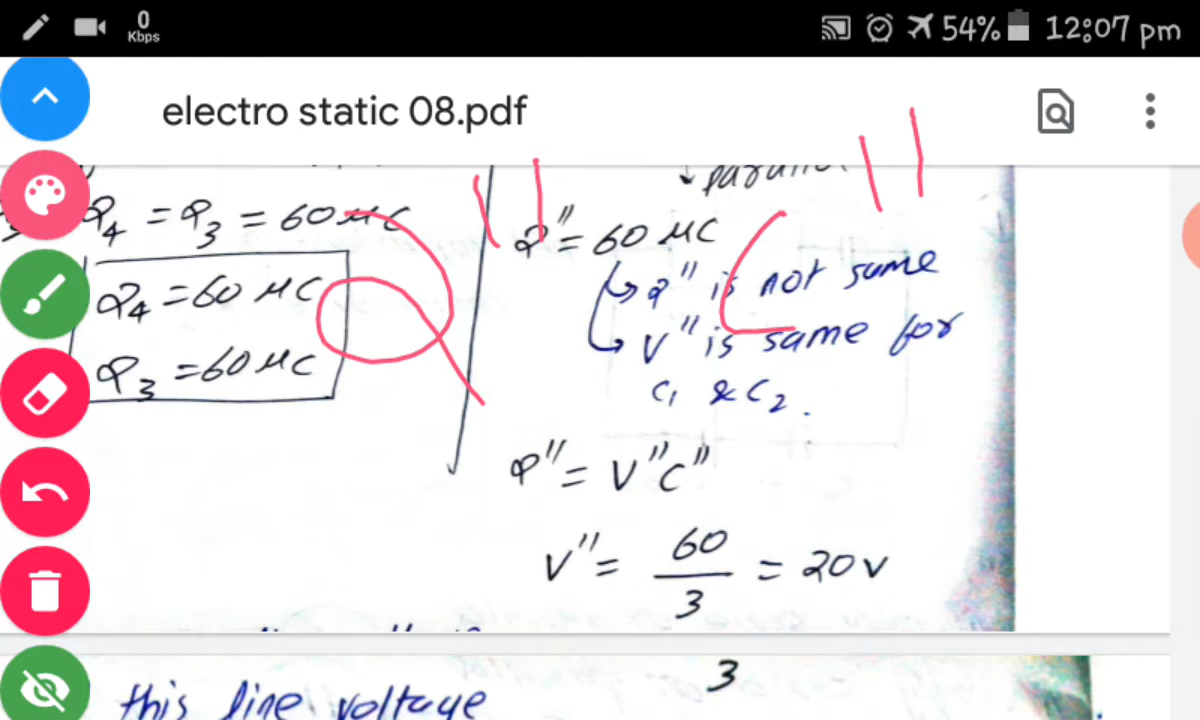 0 Kbps 54% 12:07 pm
electro static 08.pdf
Q4 = Q3 = 60 μC
Q4 = 60 μC
Q3 = 60 μC
Q" = 60 μC
Q" is not same
V" is same for
C1 & C2.
Q" = V"C"
V" = 60/3 = 20V
3
this line voltage
Q" C"